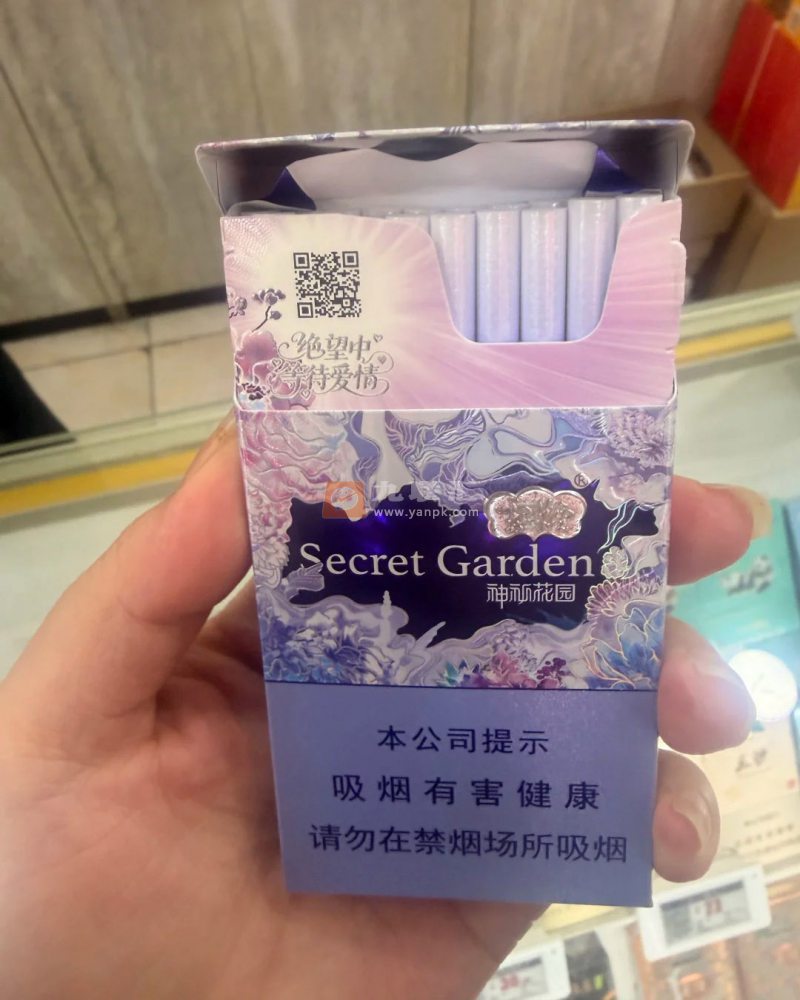 绝望中
等待爱情
www.yanpk.com
®
Secret Garden
神秘花园
本公司提示
吸烟有害健康
请勿在禁烟场所吸烟